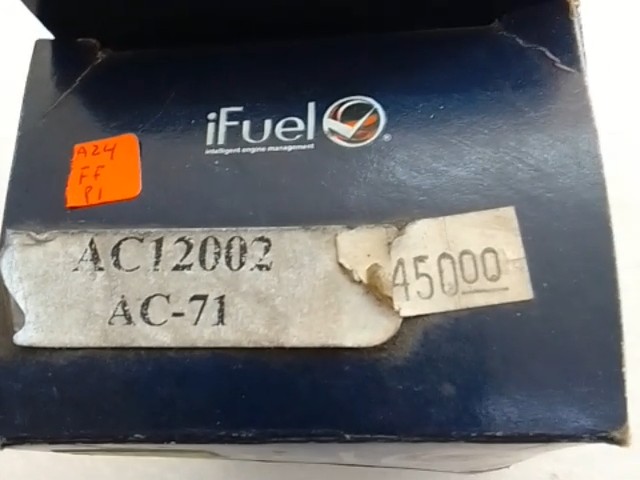 iFuel
intelligent engine management
A24
FF
P1
AC12002
AC-71
45000